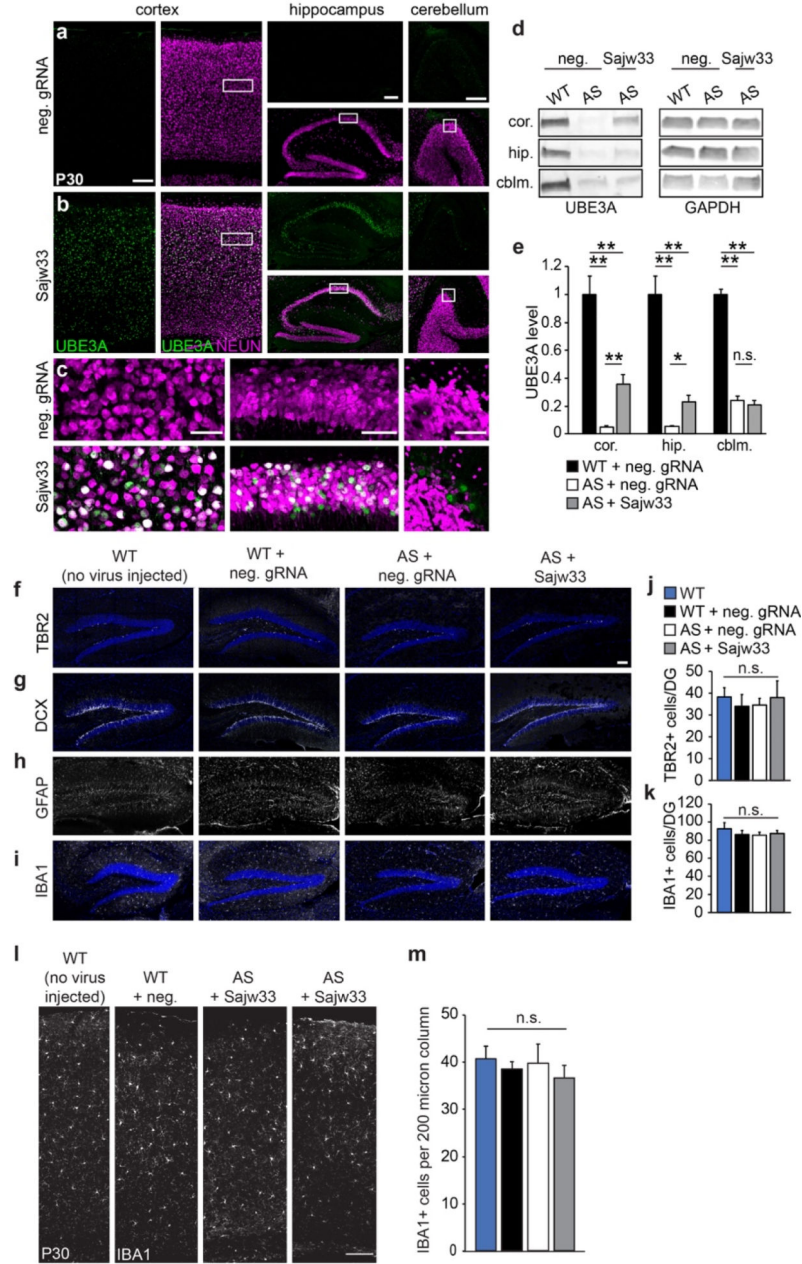 cortex hippocampus cerebellum
a
neg. gRNA
P30
b
Sajw33
UBE3A UBE3A NEUN
c
neg. gRNA
Sajw33
d
neg. Sajw33 neg. Sajw33
WT AS AS WT AS AS
cor.
hip.
cblm.
UBE3A GAPDH
e
** ** **
** ** **
** * n.s.
UBE3A level
1.2
1
0.8
0.6
0.4
0.2
0
cor. hip. cblm.
WT + neg. gRNA
AS + neg. gRNA
AS + Sajw33
WT
(no virus injected)
WT +
neg. gRNA
AS +
neg. gRNA
AS +
Sajw33
f
TBR2
g
DCX
h
GFAP
i
IBA1
j
WT
WT + neg. gRNA
AS + neg. gRNA
AS + Sajw33
n.s.
TBR2+ cells/DG
50
40
30
20
10
0
k
n.s.
IBA1+ cells/DG
120
100
80
60
40
20
0
l
WT
(no virus
injected)
WT
+ neg.
AS
+ Sajw33
AS
+ Sajw33
P30 IBA1
m
n.s.
IBA1+ cells per 200 micron column
50
40
30
20
10
0